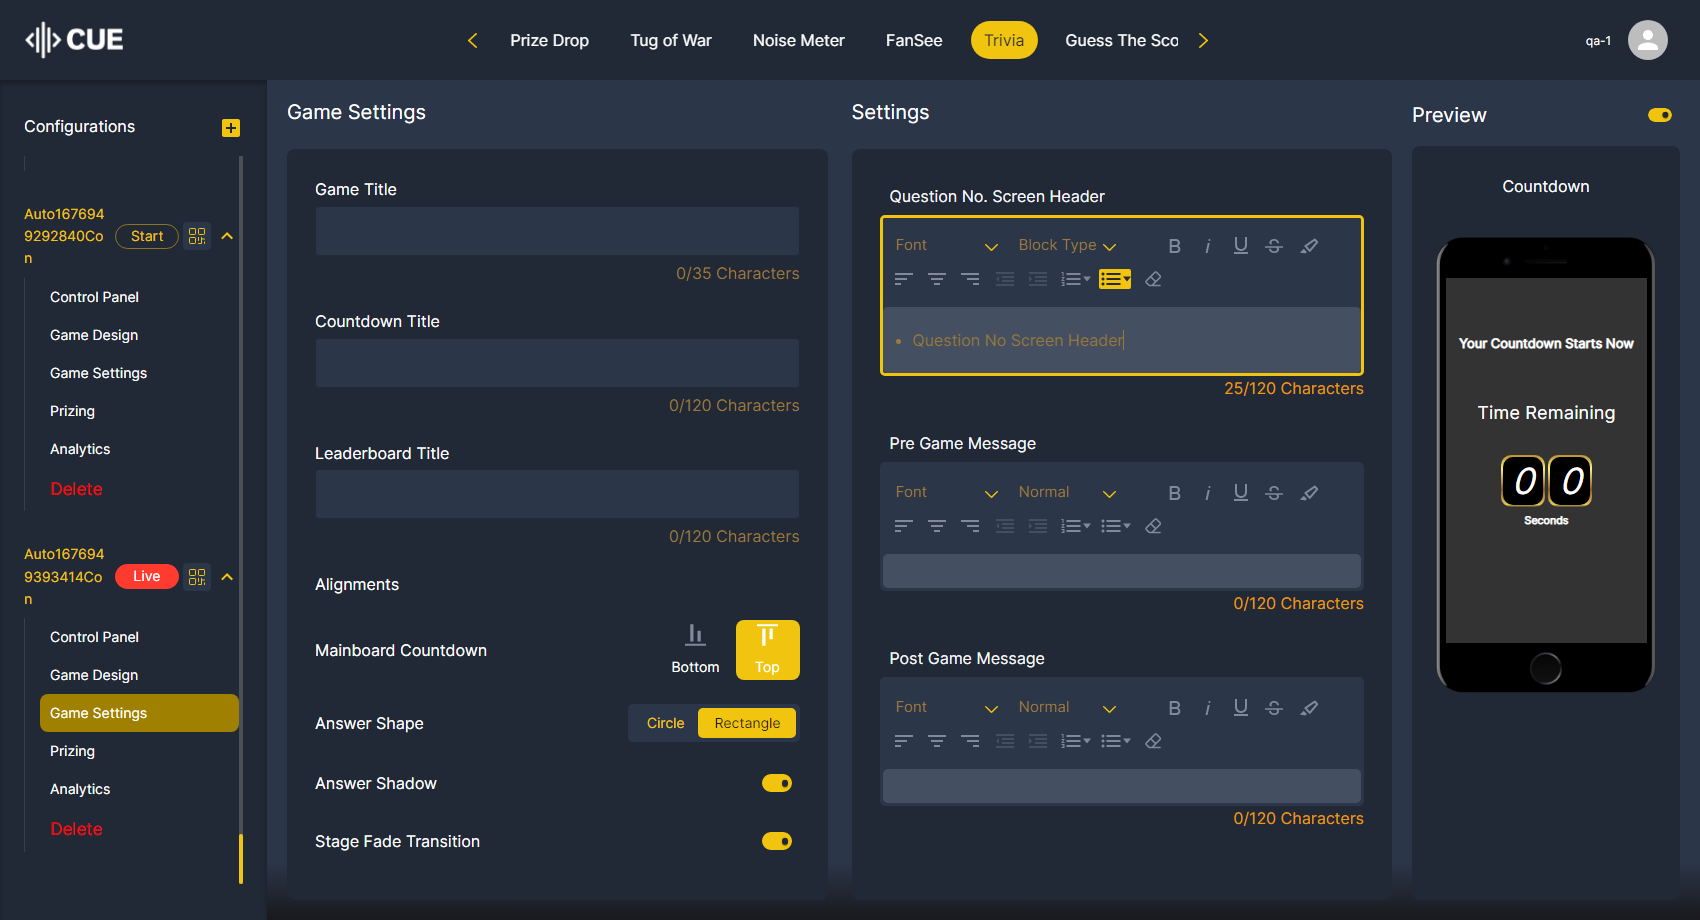 CUE
Prize Drop
Tug of War
Noise Meter
FanSee
Trivia
Guess The Sco
qa-1
Configurations
Auto167694
9292840Co
n
Start
Control Panel
Game Design
Game Settings
Prizing
Analytics
Delete
Auto167694
9393414Co
n
Live
Control Panel
Game Design
Game Settings
Prizing
Analytics
Delete
Game Settings
Game Title
0/35 Characters
Countdown Title
0/120 Characters
Leaderboard Title
0/120 Characters
Alignments
Mainboard Countdown
Bottom
Top
Answer Shape
Circle
Rectangle
Answer Shadow
Stage Fade Transition
Settings
Question No. Screen Header
Font
Block Type
B i U S
• Question No Screen Header
25/120 Characters
Pre Game Message
Font
Normal
B i U S
0/120 Characters
Post Game Message
Font
Normal
B i U S
0/120 Characters
Preview
Countdown
Your Countdown Starts Now
Time Remaining
0 0
Seconds